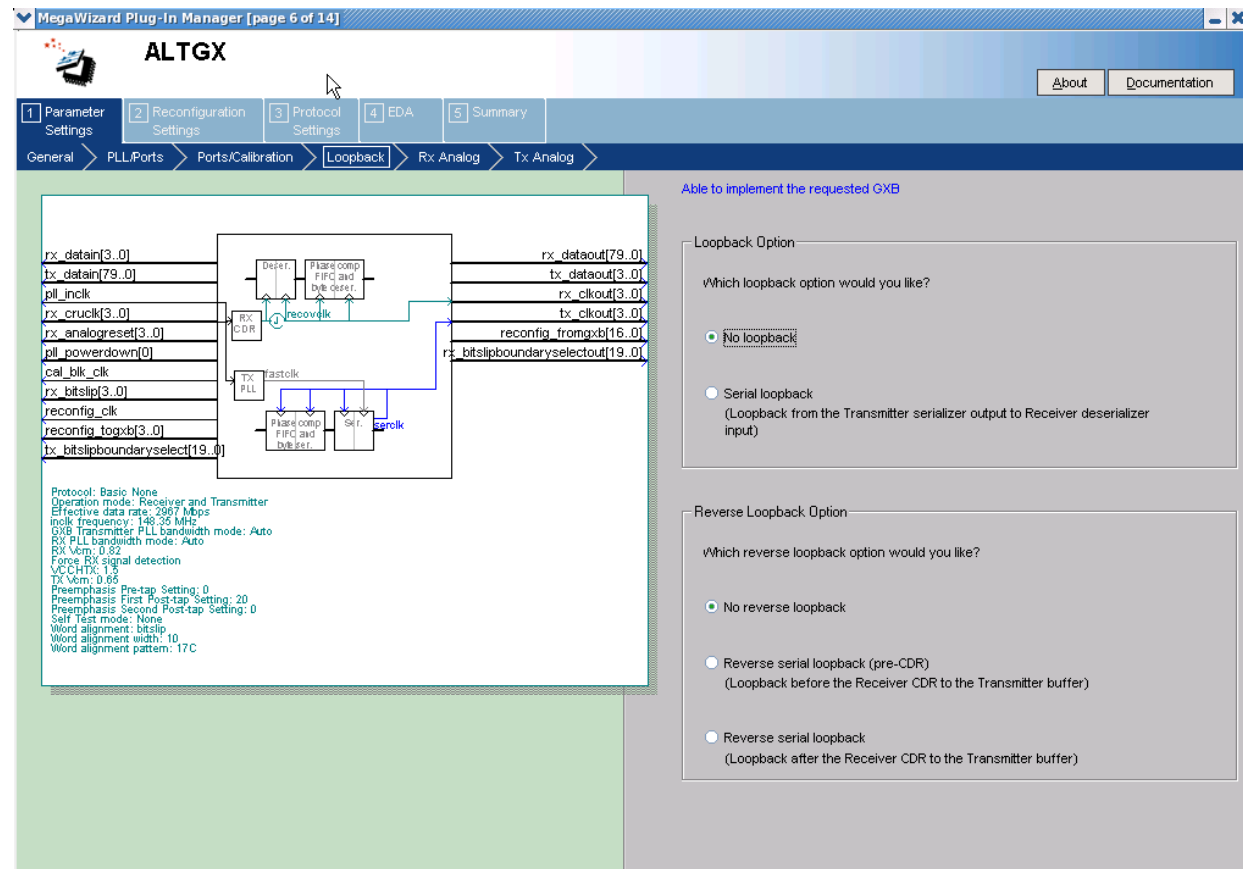 MegaWizard Plug-In Manager [page 6 of 14]
ALTGX
About
Documentation
1 Parameter Settings
2 Reconfiguration Settings
3 Protocol Settings
4 EDA
5 Summary
General
PLL/Ports
Ports/Calibration
Loopback
Rx Analog
Tx Analog
rx_datain[3..0]
tx_datain[79..0]
pll_inclk
rx_cruclk[3..0]
rx_analogreset[3..0]
pll_powerdown[0]
cal_blk_clk
rx_bitslip[3..0]
reconfig_clk
reconfig_togxb[3..0]
tx_bitslipboundaryselect[19..0]
Deser.
Phase comp
FIFO and
byte deser.
RX
CDR
recovclk
TX
PLL
fastclk
Phase comp
FIFO and
byte ser.
Ser.
serclk
rx_dataout[79..0]
tx_dataout[3..0]
rx_clkout[3..0]
tx_clkout[3..0]
reconfig_fromgxb[16..0]
rx_bitslipboundaryselectout[19..0]
Protocol: Basic None
Operation mode: Receiver and Transmitter
Effective data rate: 2967 Mbps
inclk frequency: 148.35 MHz
GXB Transmitter PLL bandwidth mode: Auto
RX PLL bandwidth mode: Auto
RX Vcm: 0.82
Force RX signal detection
VCCHTX: 1.5
TX Vcm: 0.65
Preemphasis Pre-tap Setting: 0
Preemphasis First Post-tap Setting: 20
Preemphasis Second Post-tap Setting: 0
Self Test mode: None
Word alignment: bitslip
Word alignment width: 10
Word alignment pattern: 17C
Able to implement the requested GXB
Loopback Option
Which loopback option would you like?
No loopback
Serial loopback
(Loopback from the Transmitter serializer output to Receiver deserializer
input)
Reverse Loopback Option
Which reverse loopback option would you like?
No reverse loopback
Reverse serial loopback (pre-CDR)
(Loopback before the Receiver CDR to the Transmitter buffer)
Reverse serial loopback
(Loopback after the Receiver CDR to the Transmitter buffer)